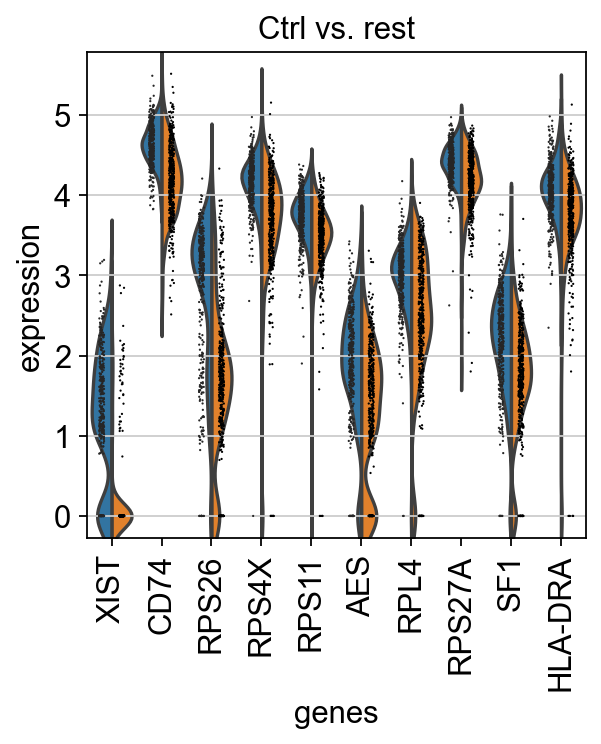 Ctrl vs. rest
expression
5
4
3
2
1
0
XIST
CD74
RPS26
RPS4X
RPS11
AES
RPL4
RPS27A
SF1
HLA-DRA
genes